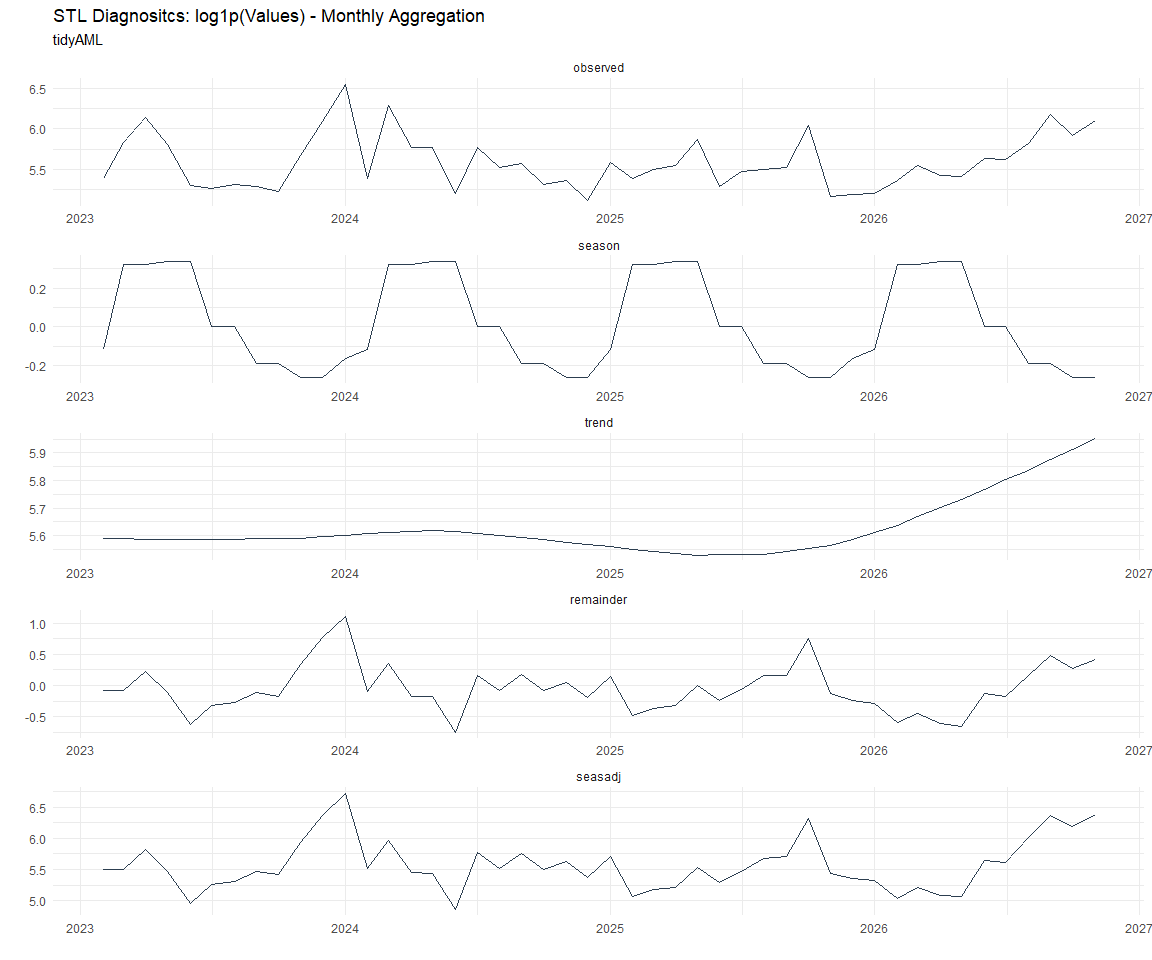 STL Diagnositcs: log1p(Values) - Monthly Aggregation
tidyAML
observed
6.5
6.0
5.5
2023 2024 2025 2026 2027
season
0.2
0.0
-0.2
2023 2024 2025 2026 2027
trend
5.9
5.8
5.7
5.6
2023 2024 2025 2026 2027
remainder
1.0
0.5
0.0
-0.5
2023 2024 2025 2026 2027
seasadj
6.5
6.0
5.5
5.0
2023 2024 2025 2026 2027